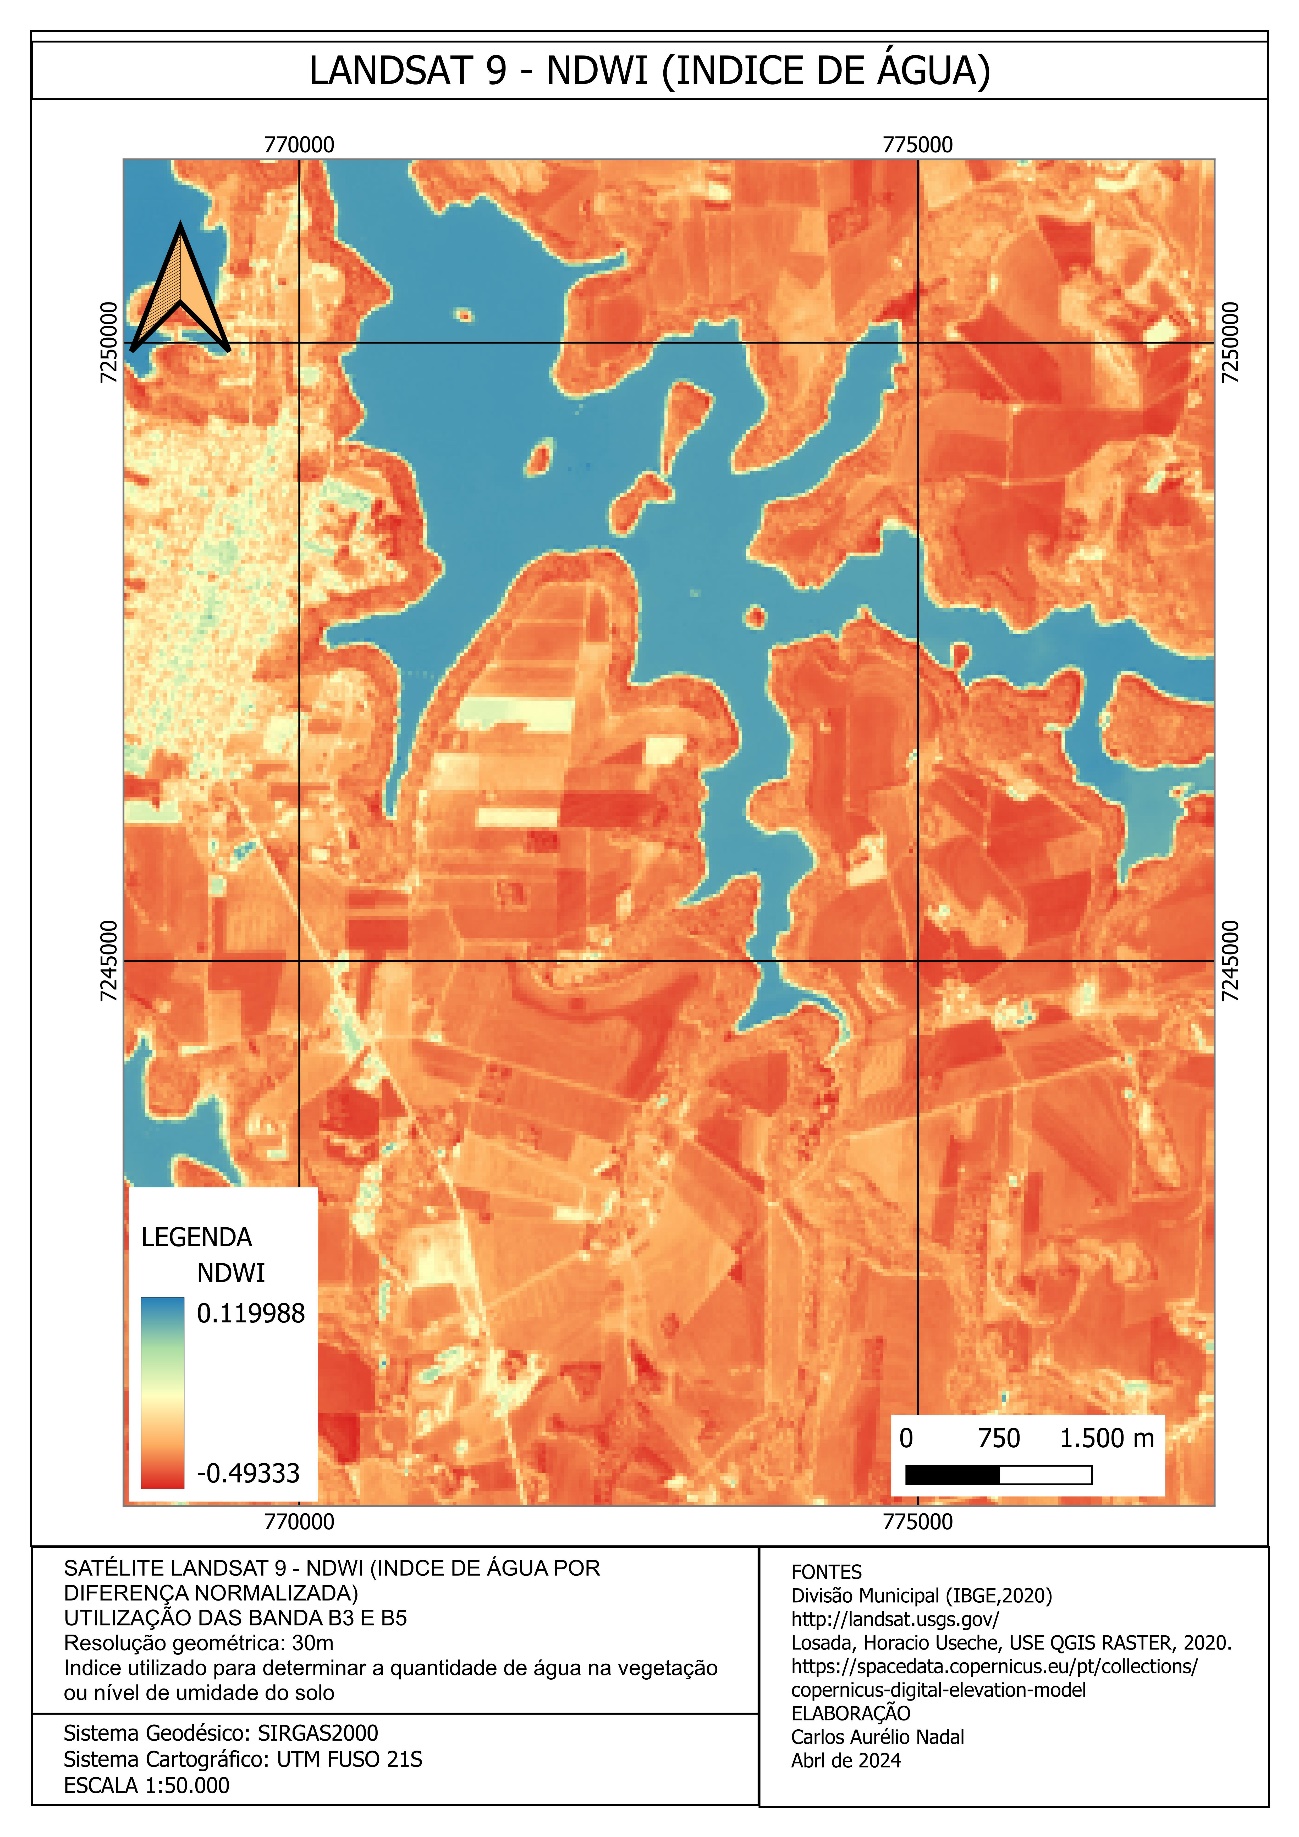 LANDSAT 9 - NDWI (INDICE DE ÁGUA)
770000
775000
7250000
7250000
7245000
7245000
LEGENDA
NDWI
0.119988
-0.49333
0 750 1.500 m
770000
775000
SATÉLITE LANDSAT 9 - NDWI (INDCE DE ÁGUA POR
DIFERENÇA NORMALIZADA)
UTILIZAÇÃO DAS BANDA B3 E B5
Resolução geométrica: 30m
Indice utilizado para determinar a quantidade de água na vegetação
ou nível de umidade do solo
Sistema Geodésico: SIRGAS2000
Sistema Cartográfico: UTM FUSO 21S
ESCALA 1:50.000
FONTES
Divisão Municipal (IBGE,2020)
http://landsat.usgs.gov/
Losada, Horacio Useche, USE QGIS RASTER, 2020.
https://spacedata.copernicus.eu/pt/collections/
copernicus-digital-elevation-model
ELABORAÇÃO
Carlos Aurélio Nadal
Abrl de 2024